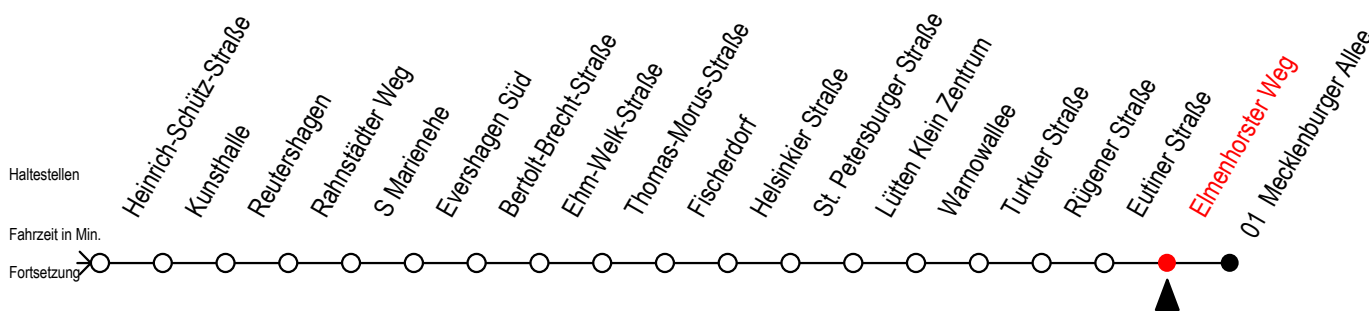 Haltestellen
Heinrich-Schütz-Straße
Kunsthalle
Reutershagen
Rahnstädter Weg
S Marienehe
Evershagen Süd
Bertolt-Brecht-Straße
Ehm-Welk-Straße
Thomas-Morus-Straße
Fischerdorf
Helsinkier Straße
St. Petersburger Straße
Lütten Klein Zentrum
Warnowallee
Turkuer Straße
Rügener Straße
Eutiner Straße
Elmenhorster Weg
01 Mecklenburger Allee
Fahrzeit in Min.
Fortsetzung